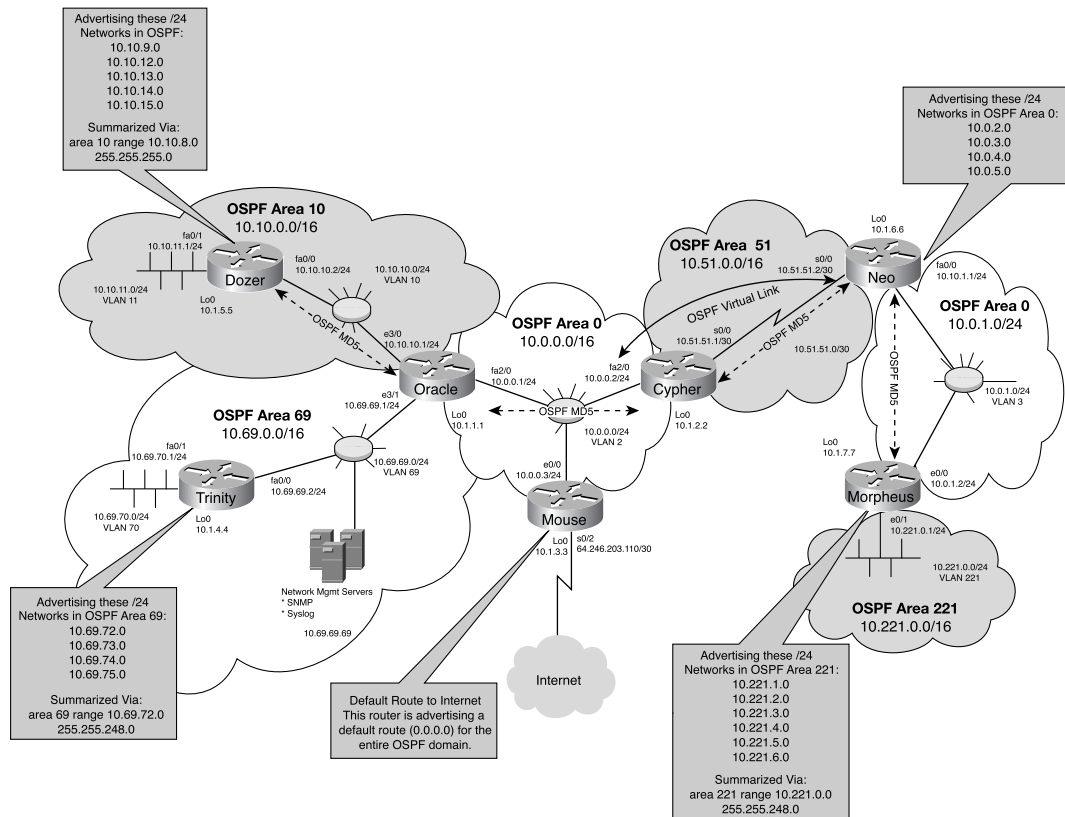 Advertising these /24
Networks in OSPF:
10.10.9.0
10.10.12.0
10.10.13.0
10.10.14.0
10.10.15.0
Summarized Via:
area 10 range 10.10.8.0
255.255.255.0
Advertising these /24
Networks in OSPF Area 0:
10.0.2.0
10.0.3.0
10.0.4.0
10.0.5.0
OSPF Area 10
10.10.0.0/16
fa0/1
10.10.11.1/24
Dozer
fa0/0
10.10.10.2/24
10.10.10.0/24
VLAN 10
10.10.11.0/24
VLAN 11
Lo0
10.1.5.5
OSPF MD5
e3/0
10.10.10.1/24
Oracle
fa2/0
10.0.0.1/24
Lo0
10.1.1.1
e3/1
10.69.69.1/24
OSPF Area 0
10.0.0.0/16
OSPF MD5
10.0.0.0/24
VLAN 2
fa2/0
10.0.0.2/24
Cypher
Lo0
10.1.2.2
OSPF Area 51
10.51.0.0/16
s0/0
10.51.51.2/30
OSPF Virtual Link
s0/0
10.51.51.1/30
OSPF MD5
10.51.51.0/30
Lo0
10.1.6.6
Neo
fa0/0
10.10.1.1/24
OSPF Area 0
10.0.1.0/24
OSPF MD5
10.0.1.0/24
VLAN 3
Lo0
10.1.7.7
Morpheus
e0/0
10.0.1.2/24
e0/1
10.221.0.1/24
10.221.0.0/24
VLAN 221
OSPF Area 221
10.221.0.0/16
OSPF Area 69
10.69.0.0/16
fa0/1
10.69.70.1/24
Trinity
fa0/0
10.69.69.2/24
10.69.69.0/24
VLAN 69
10.69.70.0/24
VLAN 70
Lo0
10.1.4.4
Network Mgmt Servers
* SNMP
* Syslog
10.69.69.69
e0/0
10.0.0.3/24
Mouse
Lo0
10.1.3.3
s0/2
64.246.203.110/30
Internet
Advertising these /24
Networks in OSPF Area 69:
10.69.72.0
10.69.73.0
10.69.74.0
10.69.75.0
Summarized Via:
area 69 range 10.69.72.0
255.255.248.0
Default Route to Internet
This router is advertising a
default route (0.0.0.0) for the
entire OSPF domain.
Advertising these /24
Networks in OSPF Area 221:
10.221.1.0
10.221.2.0
10.221.3.0
10.221.4.0
10.221.5.0
10.221.6.0
Summarized Via:
area 221 range 10.221.0.0
255.255.248.0